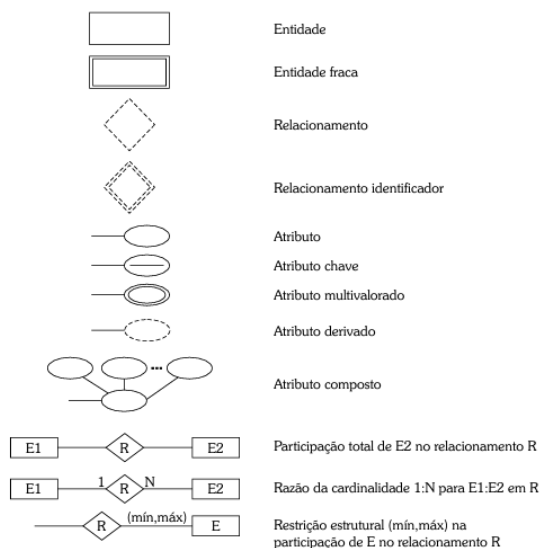 Entidade
Entidade fraca
Relacionamento
Relacionamento identificador
Atributo
Atributo chave
Atributo multivalorado
Atributo derivado
...
Atributo composto
E1 R E2 Participação total de E2 no relacionamento R
E1 1 R N E2 Razão da cardinalidade 1:N para E1:E2 em R
R (mín,máx) E Restrição estrutural (mín,máx) na
participação de E no relacionamento R